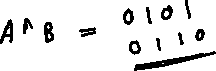 A ^ B = 0101
0110